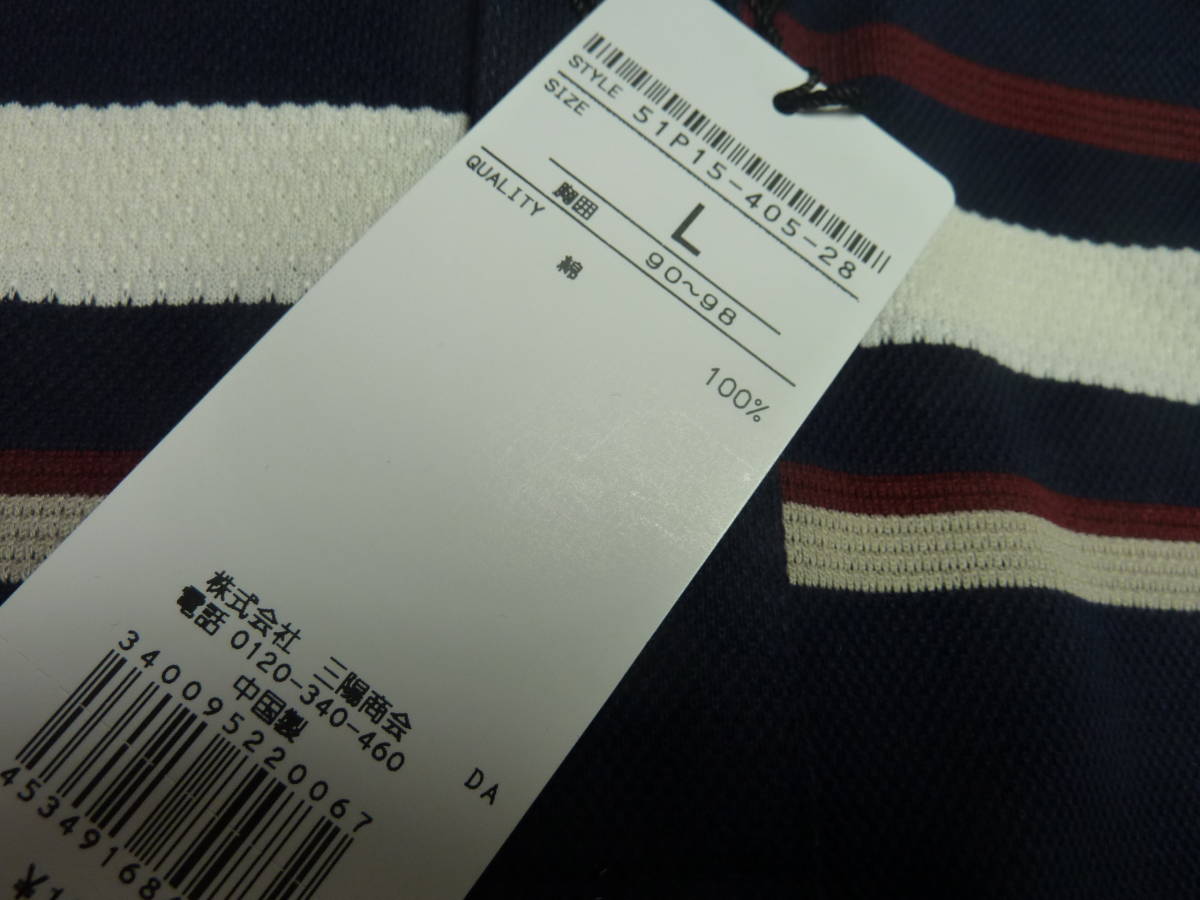 STYLE 51P15-405-28
SIZE
L
胸囲 90~98
QUALITY
綿 100%
株式会社 三陽商会
電話 0120-340-460
中国製
DA
340095220067